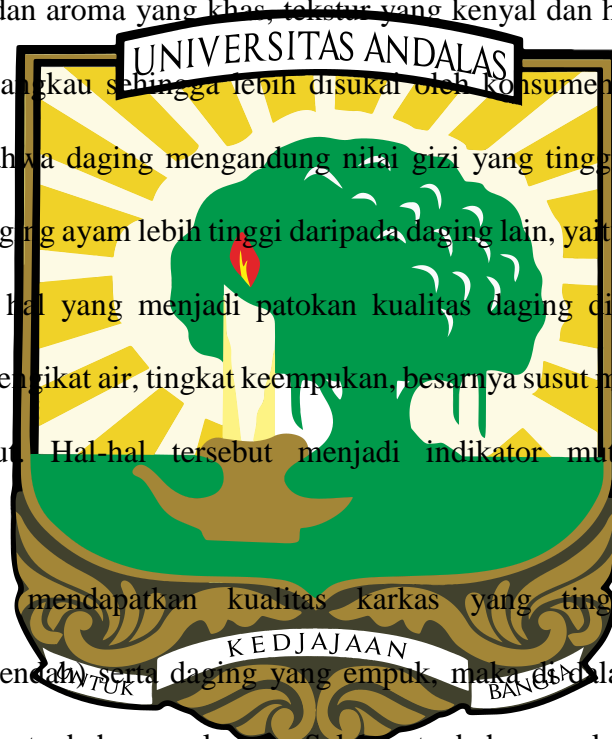 dan aroma yang khas, tekstur yang kenyal dan h
UNIVERSITAS ANDALAS
angkau sehingga lebih disukai oleh konsumen
ahwa daging mengandung nilai gizi yang tingg
ging ayam lebih tinggi daripada daging lain, yait
hal yang menjadi patokan kualitas daging di
engikat air, tingkat keempukan, besarnya susut m
ut. Hal-hal tersebut menjadi indikator mut
mendapatkan kualitas karkas yang ting
KEDJAJAAN
endah) serta daging yang empuk, maka di dala
UNTUK BANGSA